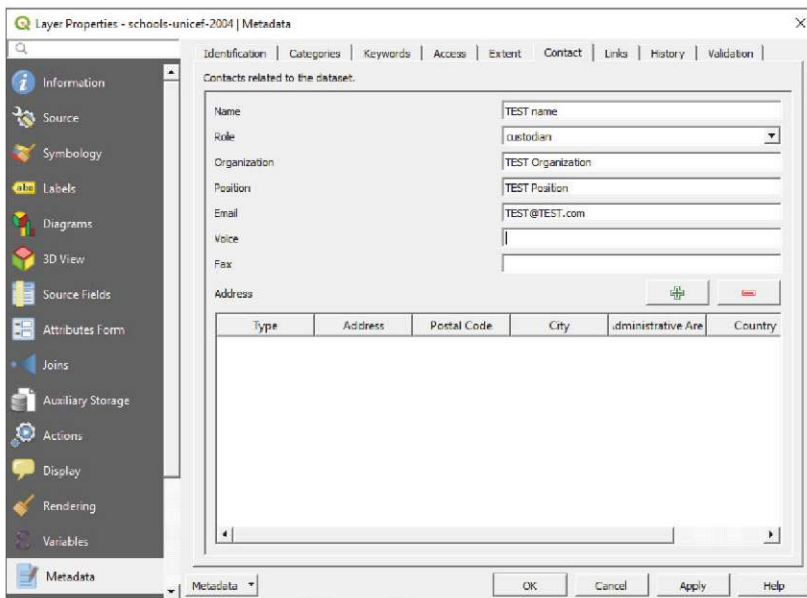 Layer Properties - schools-unicef-2004 | Metadata
Identification Categories Keywords Access Extent Contact Links History Validation
Contacts related to the dataset.
Information
Source
Symbology
abc Labels
Diagrams
3D View
Source Fields
Attributes Form
Joins
Auxiliary Storage
Actions
Display
Rendering
Variables
Metadata
Name TEST name
Role custodian
Organization TEST Organization
Position TEST Position
Email TEST@TEST.com
Voice
Fax
Address
Type Address Postal Code City dministrative Are Country
Metadata OK Cancel Apply Help